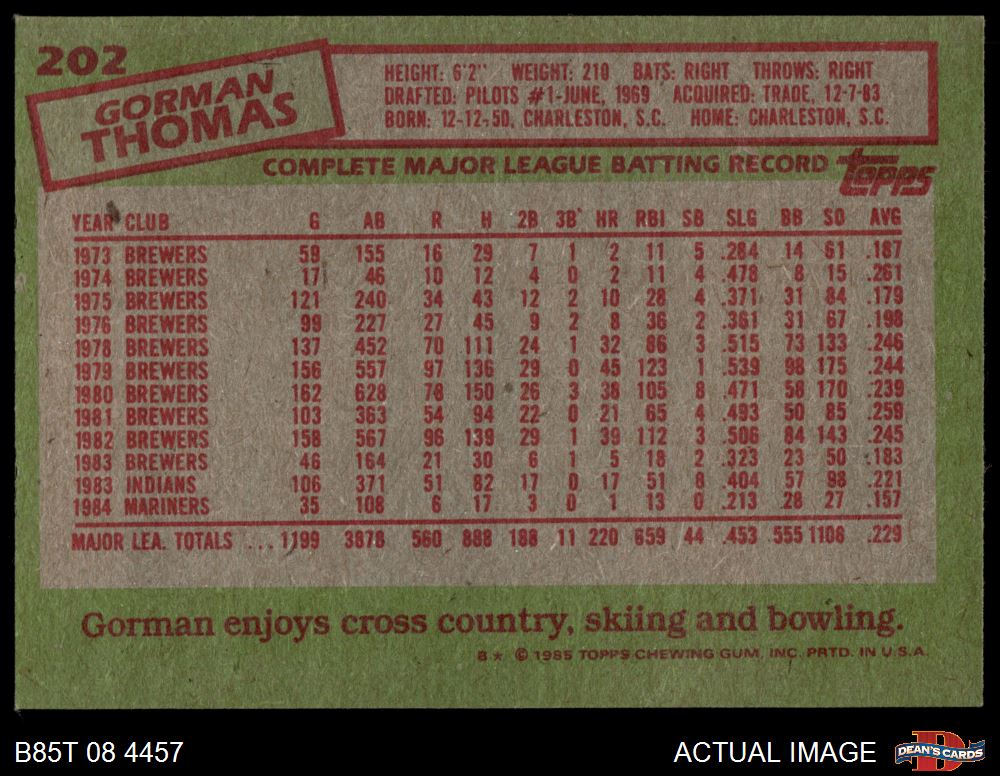 202
GORMAN
THOMAS
HEIGHT: 6'2" WEIGHT: 210 BATS: RIGHT THROWS: RIGHT
DRAFTED: PILOTS #1-JUNE, 1969 ACQUIRED: TRADE, 12-7-83
BORN: 12-12-50, CHARLESTON, S.C. HOME: CHARLESTON, S.C.
COMPLETE MAJOR LEAGUE BATTING RECORD topps
YEAR CLUB G AB R H 2B 3B HR RBI SB SLG BB SO AVG
1973 BREWERS 59 155 16 29 7 1 2 11 5 .284 14 61 .187
1974 BREWERS 17 46 10 12 4 0 2 11 4 .478 8 15 .261
1975 BREWERS 121 240 34 43 12 2 10 28 4 .371 31 84 .179
1976 BREWERS 99 227 27 45 9 2 8 36 2 .361 31 67 .198
1978 BREWERS 137 452 70 111 24 1 32 86 3 .515 73 133 .246
1979 BREWERS 156 557 97 136 29 0 45 123 1 .539 98 175 .244
1980 BREWERS 162 628 78 150 26 3 38 105 8 .471 58 170 .239
1981 BREWERS 103 363 54 94 22 0 21 65 4 .493 50 85 .259
1982 BREWERS 158 567 96 139 29 1 39 112 3 .506 84 143 .245
1983 BREWERS 46 164 21 30 6 1 5 18 2 .323 23 50 .183
1983 INDIANS 106 371 51 82 17 0 17 51 8 .404 57 98 .221
1984 MARINERS 35 108 6 17 3 0 1 13 0 .213 28 27 .157
MAJOR LEA. TOTALS ... 1199 3878 560 888 188 11 220 659 44 .453 555 1108 .229
Gorman enjoys cross country, skiing and bowling.
B* © 1985 TOPPS CHEWING GUM, INC. PRTD. IN U.S.A.
B85T 08 4457
ACTUAL IMAGE
D
DEAN'S CARDS